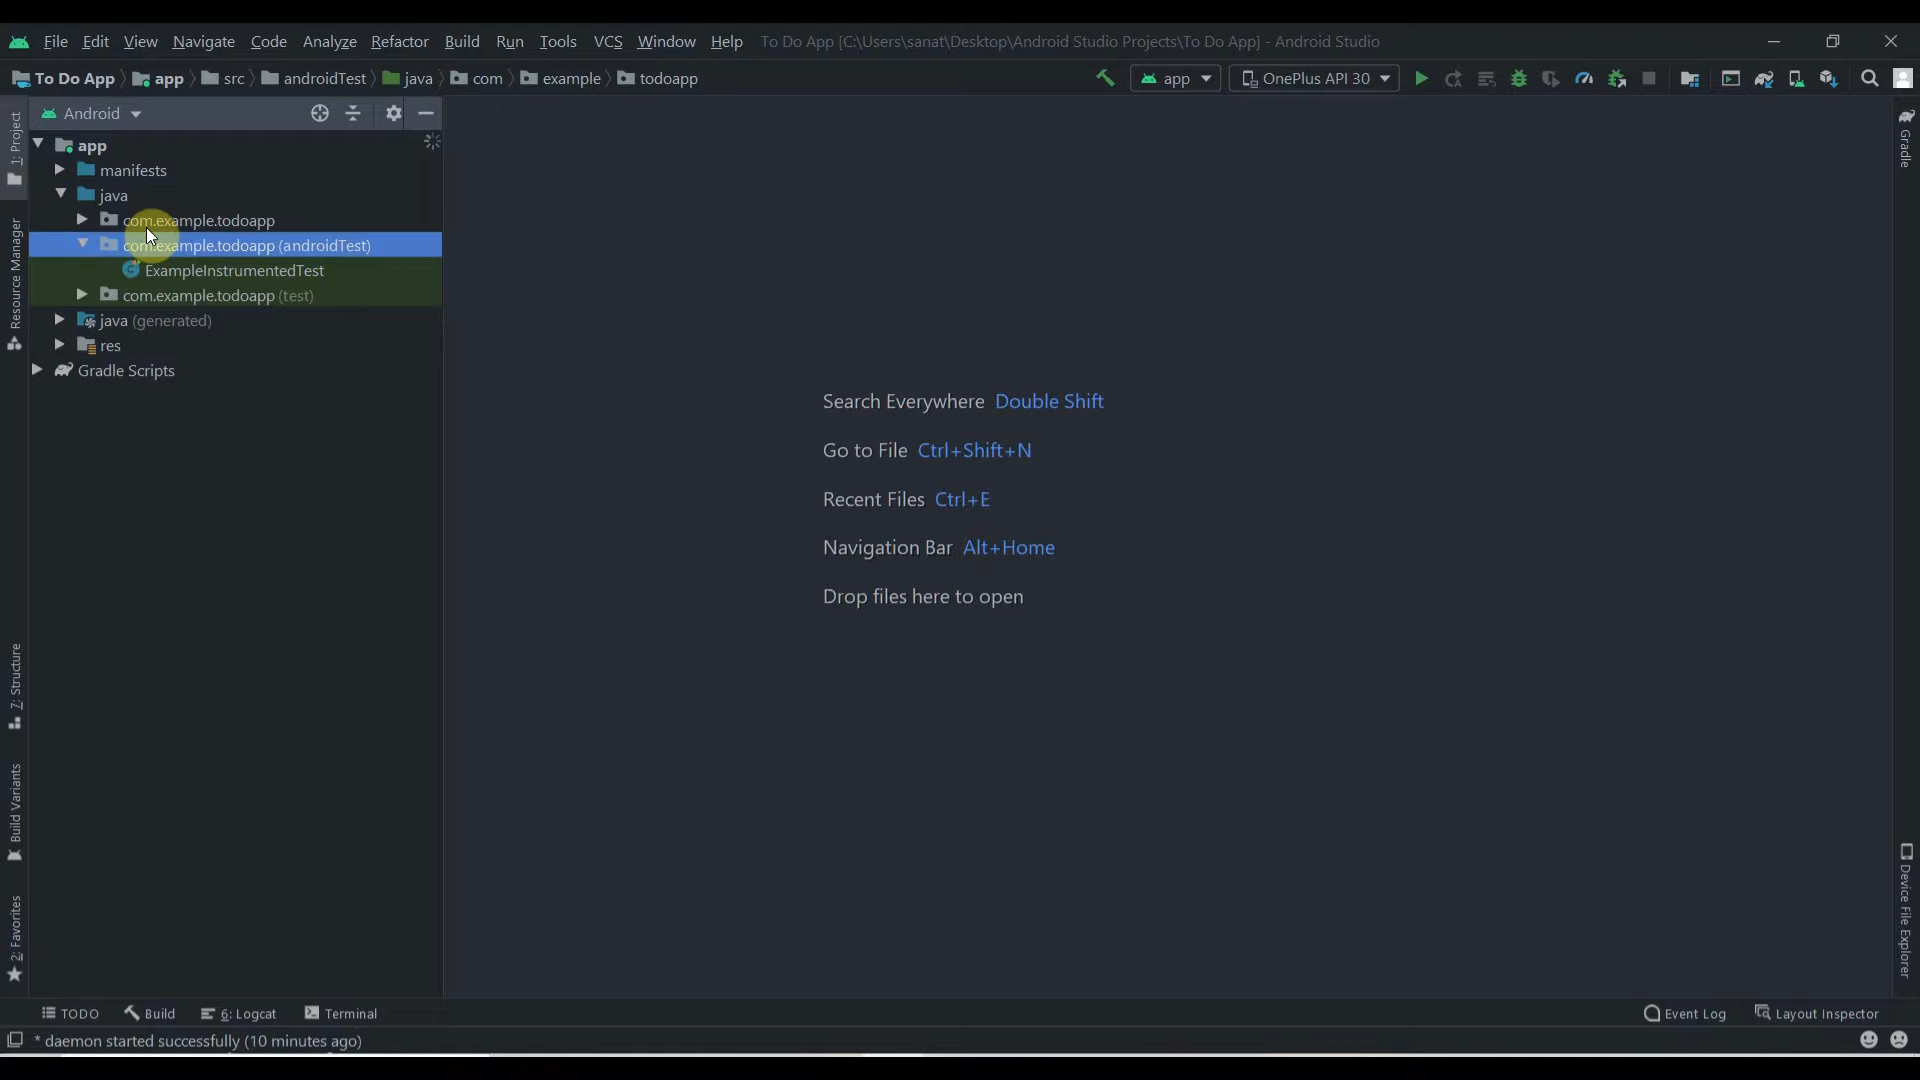 File Edit View Navigate Code Analyze Refactor Build Run Tools VCS Window Help To Do App [C:\Users\sanat\Desktop\Android Studio Projects\To Do App] - Android Studio
To Do App app src androidTest java com example todoapp app OnePlus API 30
Android
app
manifests
java
com.example.todoapp
com.example.todoapp (androidTest)
ExampleInstrumentedTest
com.example.todoapp (test)
java (generated)
res
Gradle Scripts
1: Project
Resource Manager
7: Structure
Build Variants
2: Favorites
Search Everywhere Double Shift
Go to File Ctrl+Shift+N
Recent Files Ctrl+E
Navigation Bar Alt+Home
Drop files here to open
Gradle
Device File Explorer
TODO Build 6: Logcat Terminal Event Log Layout Inspector
* daemon started successfully (10 minutes ago)